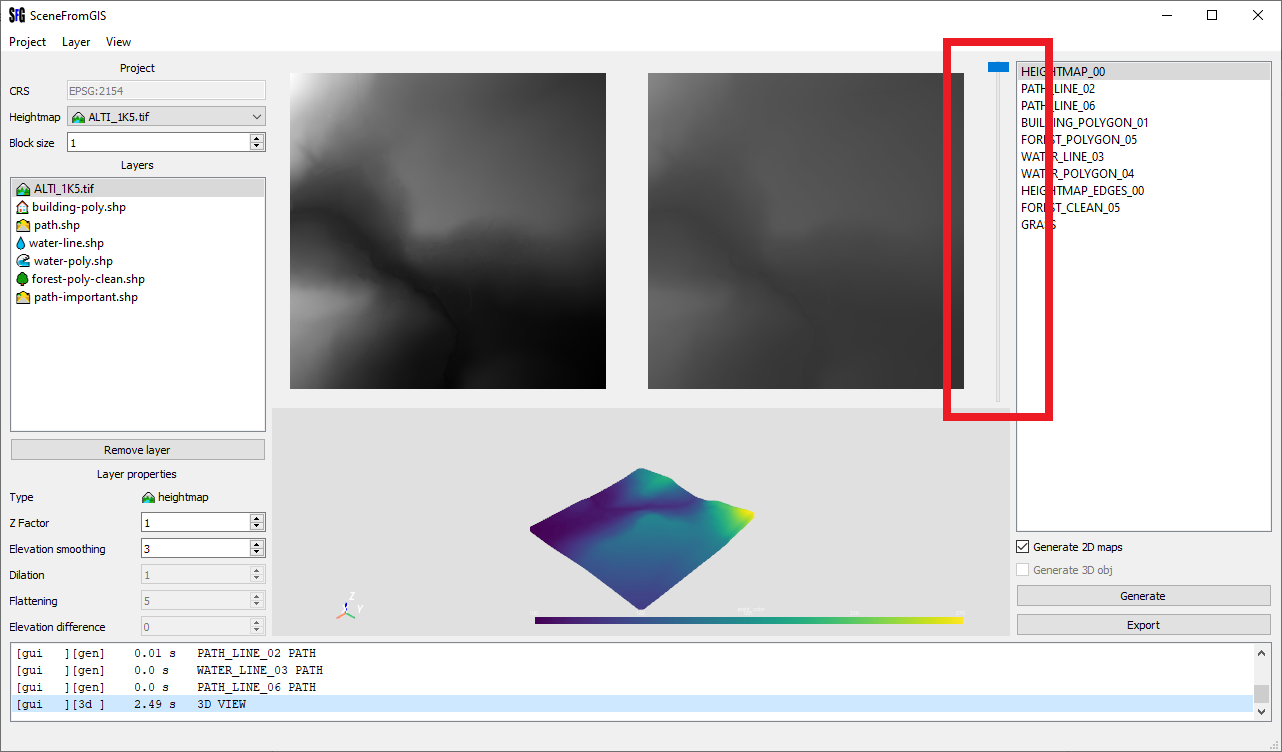 SFG SceneFromGIS
Project Layer View
Project
CRS EPSG:2154
Heightmap ALTI_1K5.tif
Block size 1
Layers
ALTI_1K5.tif
building-poly.shp
path.shp
water-line.shp
water-poly.shp
forest-poly-clean.shp
path-important.shp
Remove layer
Layer properties
Type heightmap
Z Factor 1
Elevation smoothing 3
Dilation 1
Flattening 5
Elevation difference 0
Z
X Y
HEIGHTMAP_00
PATH_LINE_02
PATH_LINE_06
BUILDING_POLYGON_01
FOREST_POLYGON_05
WATER_LINE_03
WATER_POLYGON_04
HEIGHTMAP_EDGES_00
FOREST_CLEAN_05
GRASS
Generate 2D maps
Generate 3D obj
Generate
Export
[gui ][gen] 0.01 s PATH_LINE_02 PATH
[gui ][gen] 0.0 s WATER_LINE_03 PATH
[gui ][gen] 0.0 s PATH_LINE_06 PATH
[gui ][3d ] 2.49 s 3D VIEW